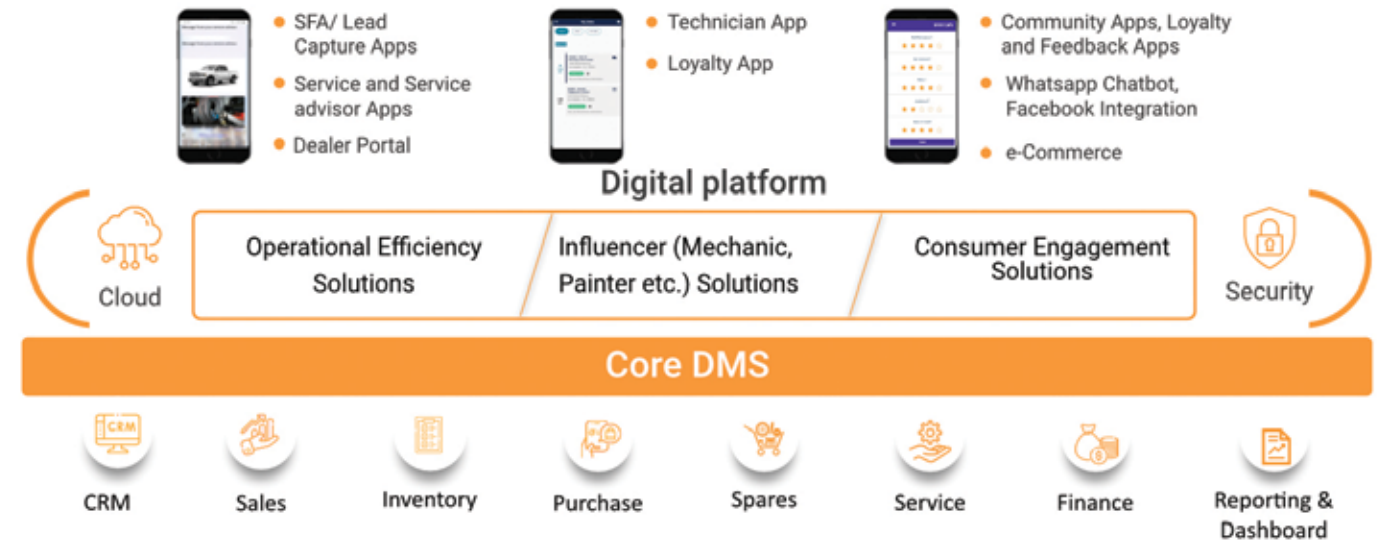 SFA/ Lead
Capture Apps
Service and Service
advisor Apps
Dealer Portal
Technician App
Loyalty App
Community Apps, Loyalty
and Feedback Apps
Whatsapp Chatbot,
Facebook Integration
e-Commerce
Digital platform
Cloud
Operational Efficiency
Solutions
Influencer (Mechanic,
Painter etc.) Solutions
Consumer Engagement
Solutions
Security
Core DMS
CRM
CRM
Sales
Inventory
Purchase
Spares
Service
Finance
Reporting &
Dashboard